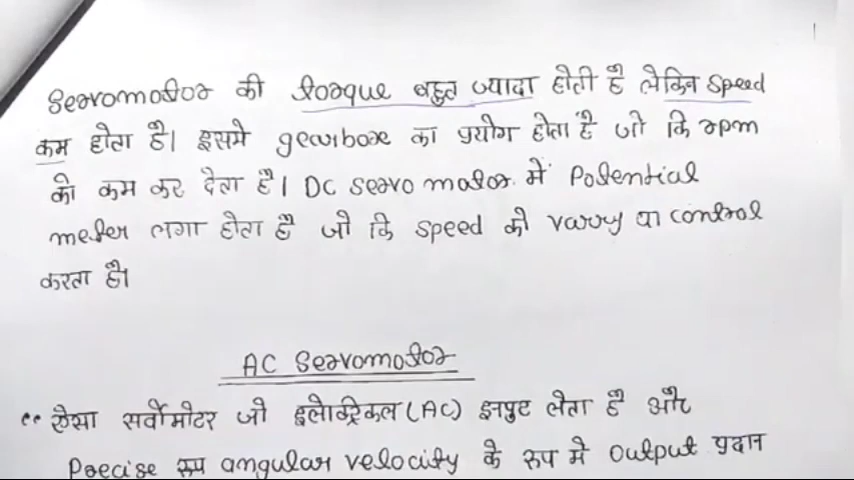 Servomotor की torque बहुत ज्यादा होती है लेकिन speed
कम होता है। इसमे gearbox का प्रयोग होता है जो कि rpm
को कम कर देता है। DC servo motor. में Potential
meter लगा होता है जो कि speed को varry या control
करता है।
AC Servomotor
ऐसा सर्वोमोटर जो इलेक्ट्रिकल (AC) इनपुट लेता है और
Precise रूप angular velocity के रूप मे output प्रदान